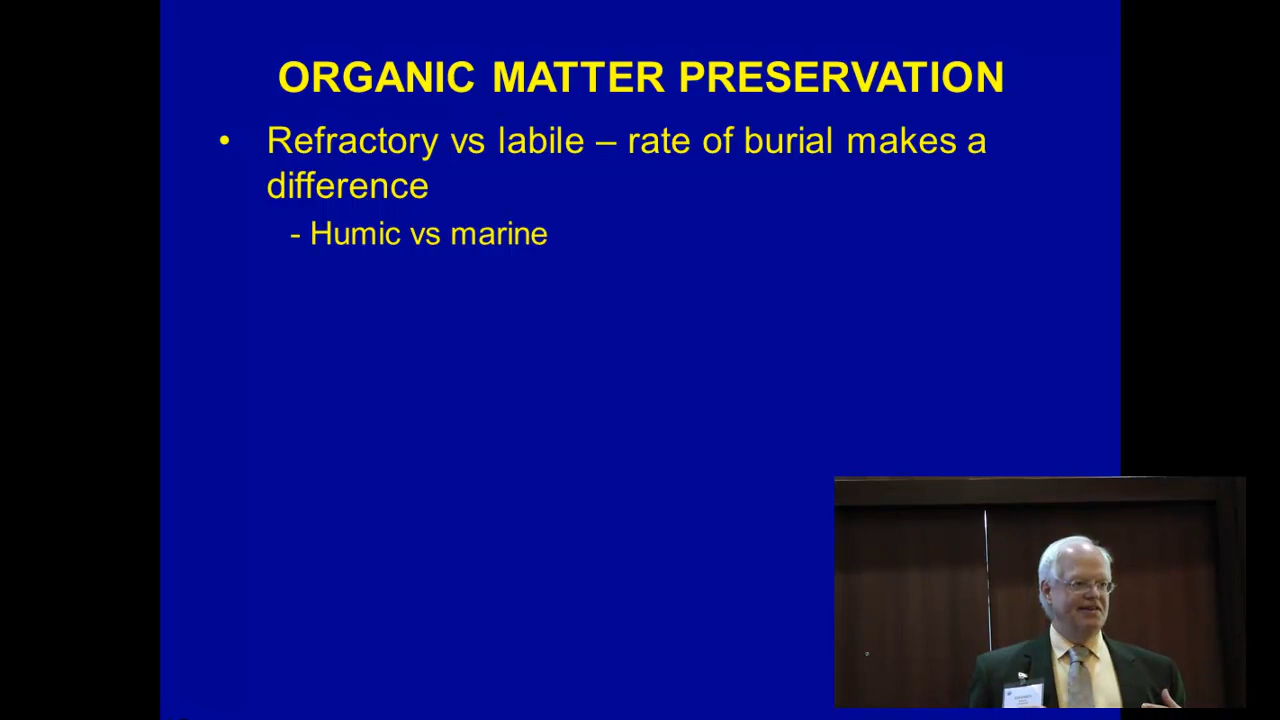 ORGANIC MATTER PRESERVATION
• Refractory vs labile – rate of burial makes a
difference
- Humic vs marine